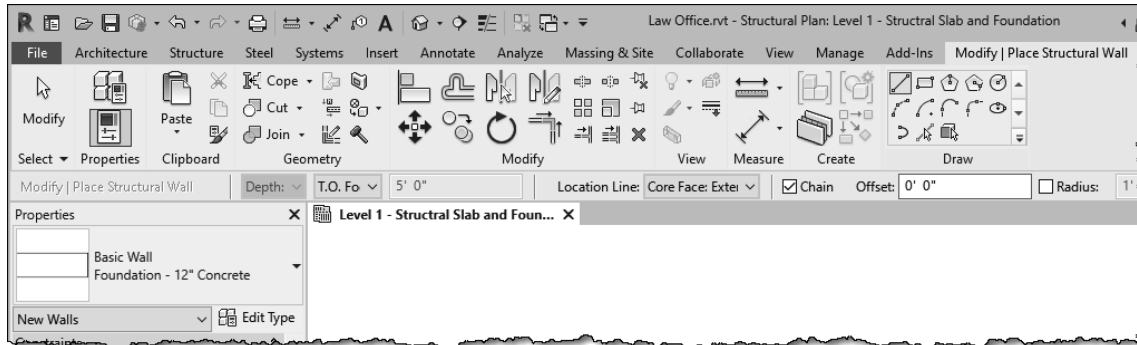 Law Office.rvt - Structural Plan: Level 1 - Structral Slab and Foundation
File Architecture Structure Steel Systems Insert Annotate Analyze Massing & Site Collaborate View Manage Add-Ins Modify | Place Structural Wall
Modify
Paste
Cope
Cut
Join
Select Properties Clipboard Geometry Modify View Measure Create Draw
Modify | Place Structural Wall Depth: T.O. Fo 5' 0" Location Line: Core Face: Exter Chain Offset: 0' 0" Radius: 1'
Properties Level 1 - Structral Slab and Foun...
Basic Wall
Foundation - 12" Concrete
New Walls Edit Type